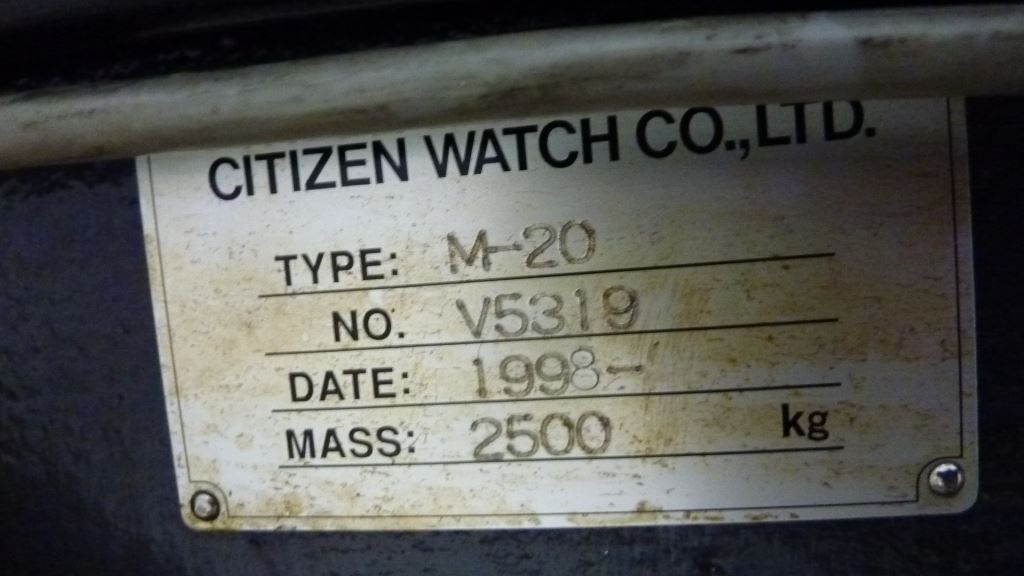 CITIZEN WATCH CO.,LTD.
TYPE: M-20
NO. V5319
DATE: 1998-
MASS: 2500 kg